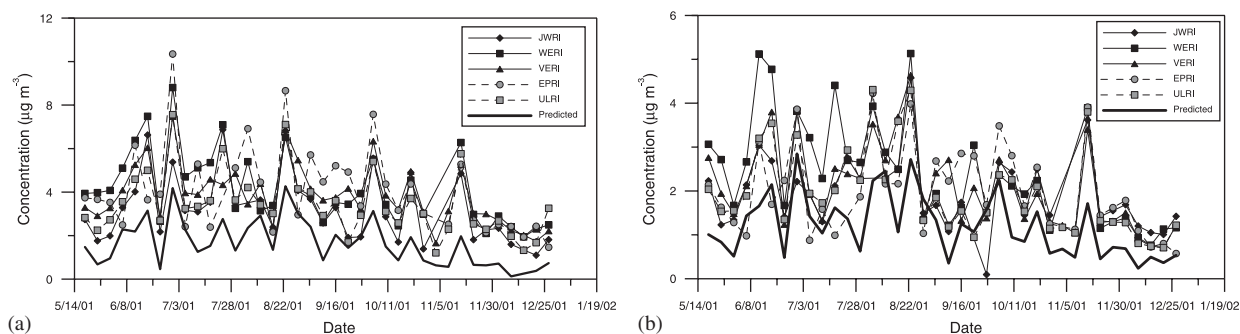 12
8
4
0
Concentration (µg m⁻³)
JWRI
WERI
VERI
EPRI
ULRI
Predicted
5/14/01 6/8/01 7/3/01 7/28/01 8/22/01 9/16/01 10/11/01 11/5/01 11/30/01 12/25/01 1/19/02
Date
(a)
6
4
2
0
Concentration (µg m⁻³)
JWRI
WERI
VERI
EPRI
ULRI
Predicted
5/14/01 6/8/01 7/3/01 7/28/01 8/22/01 9/16/01 10/11/01 11/5/01 11/30/01 12/25/01 1/19/02
Date
(b)